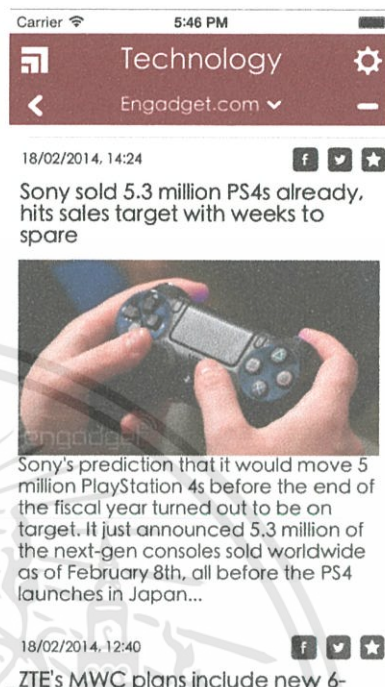 Carrier 5:46 PM
Technology
Engadget.com
18/02/2014, 14:24
Sony sold 5.3 million PS4s already,
hits sales target with weeks to
spare
engadget
Sony's prediction that it would move 5
million PlayStation 4s before the end of
the fiscal year turned out to be on
target. It just announced 5.3 million of
the next-gen consoles sold worldwide
as of February 8th, all before the PS4
launches in Japan...
18/02/2014, 12:40
ZTE's MWC plans include new 6-